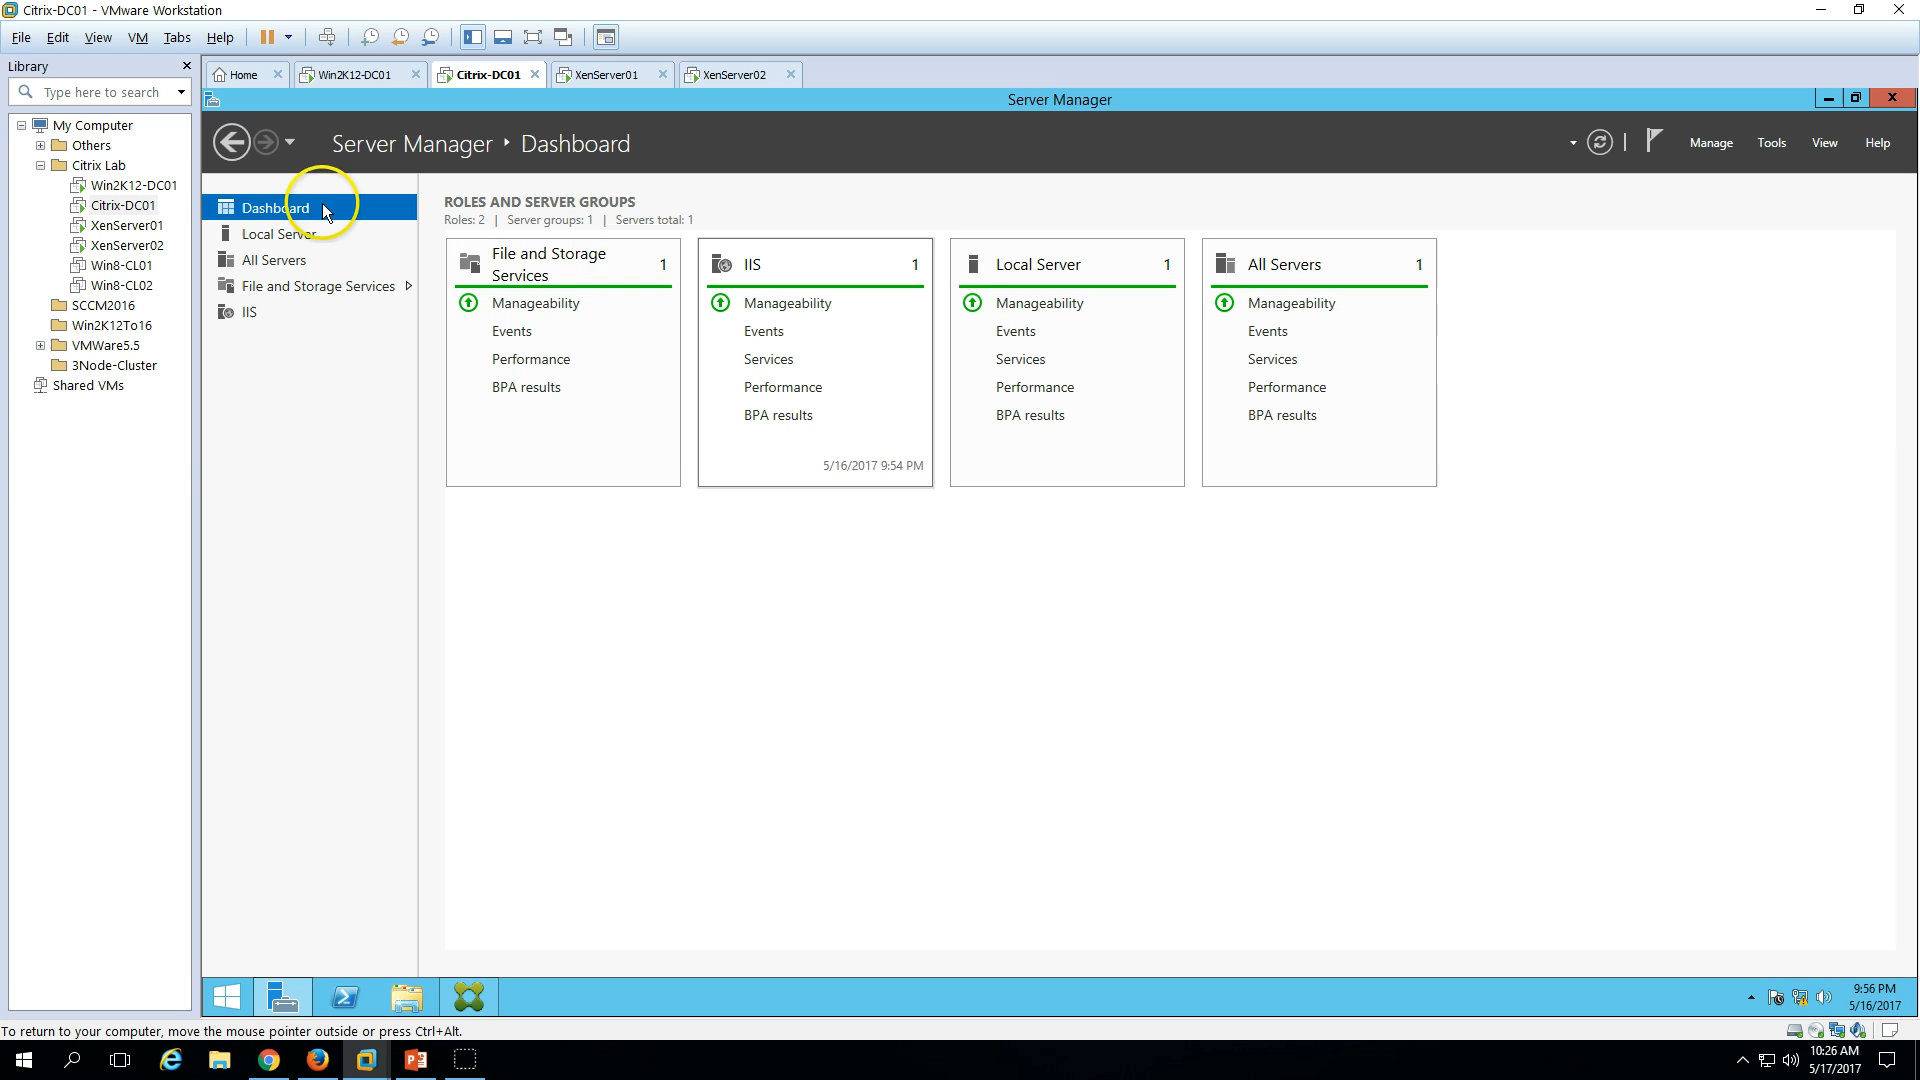 Citrix-DC01 - VMware Workstation
File Edit View VM Tabs Help
Library
Type here to search
My Computer
Others
Citrix Lab
Win2K12-DC01
Citrix-DC01
XenServer01
XenServer02
Win8-CL01
Win8-CL02
SCCM2016
Win2K12To16
VMWare5.5
3Node-Cluster
Shared VMs
Home Win2K12-DC01 Citrix-DC01 XenServer01 XenServer02
Server Manager
Server Manager Dashboard
Manage Tools View Help
Dashboard
Local Server
All Servers
File and Storage Services
IIS
ROLES AND SERVER GROUPS
Roles: 2 | Server groups: 1 | Servers total: 1
File and Storage
Services 1
Manageability
Events
Performance
BPA results
IIS 1
Manageability
Events
Services
Performance
BPA results
5/16/2017 9:54 PM
Local Server 1
Manageability
Events
Services
Performance
BPA results
All Servers 1
Manageability
Events
Services
Performance
BPA results
9:56 PM
5/16/2017
To return to your computer, move the mouse pointer outside or press Ctrl+Alt.
10:26 AM
5/17/2017